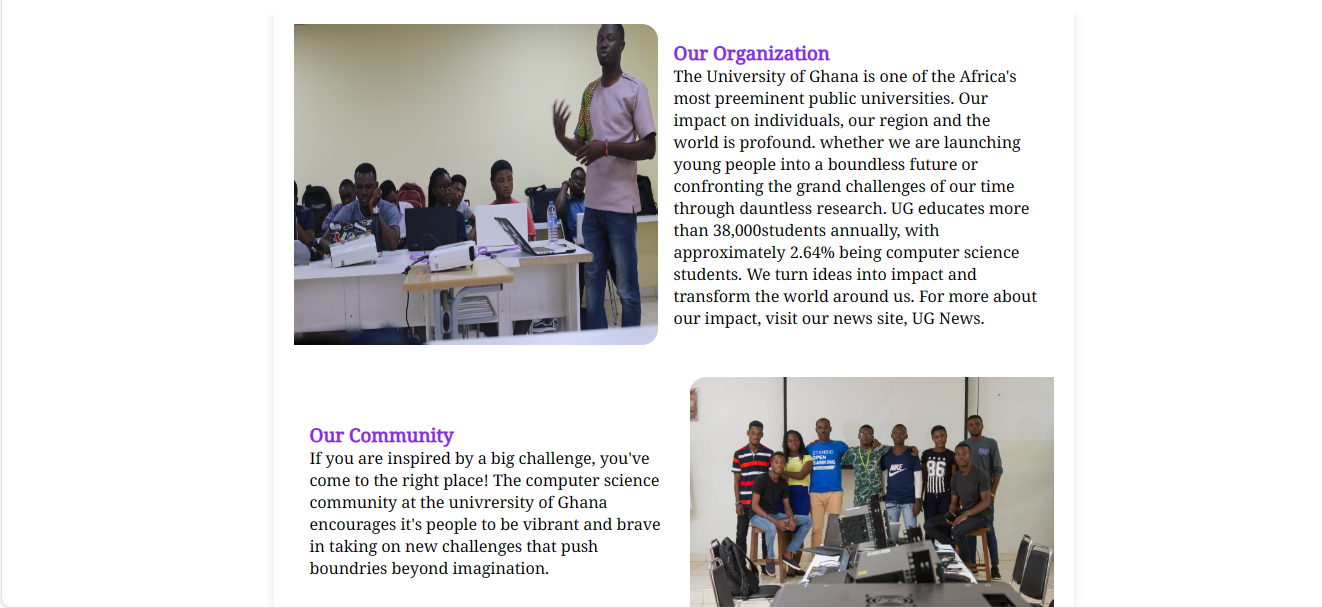 Our Organization
The University of Ghana is one of the Africa's
most preeminent public universities. Our
impact on individuals, our region and the
world is profound. whether we are launching
young people into a boundless future or
confronting the grand challenges of our time
through dauntless research. UG educates more
than 38,000students annually, with
approximately 2.64% being computer science
students. We turn ideas into impact and
transform the world around us. For more about
our impact, visit our news site, UG News.
Our Community
If you are inspired by a big challenge, you've
come to the right place! The computer science
community at the univrersity of Ghana
encourages it's people to be vibrant and brave
in taking on new challenges that push
boundries beyond imagination.
STANBIC
OPEN
BANKING
86